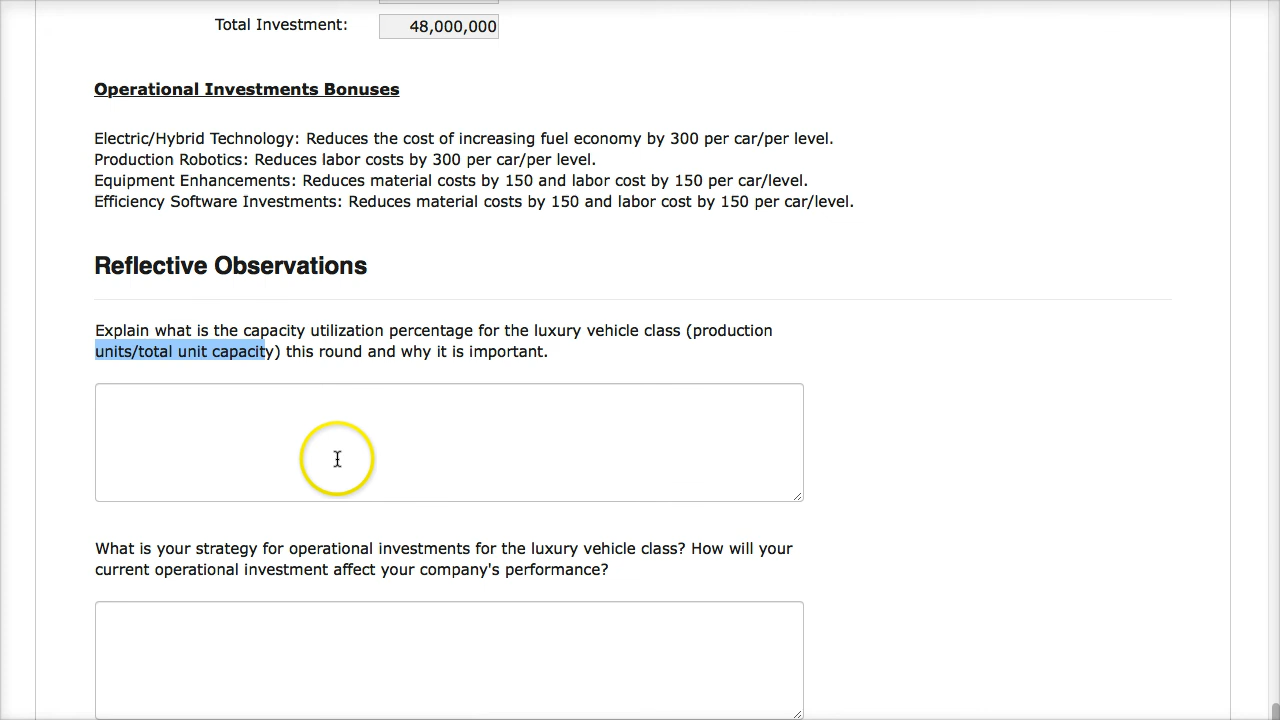 Total Investment: 48,000,000
Operational Investments Bonuses
Electric/Hybrid Technology: Reduces the cost of increasing fuel economy by 300 per car/per level.
Production Robotics: Reduces labor costs by 300 per car/per level.
Equipment Enhancements: Reduces material costs by 150 and labor cost by 150 per car/level.
Efficiency Software Investments: Reduces material costs by 150 and labor cost by 150 per car/level.
Reflective Observations
Explain what is the capacity utilization percentage for the luxury vehicle class (production
units/total unit capacity) this round and why it is important.
What is your strategy for operational investments for the luxury vehicle class? How will your
current operational investment affect your company's performance?